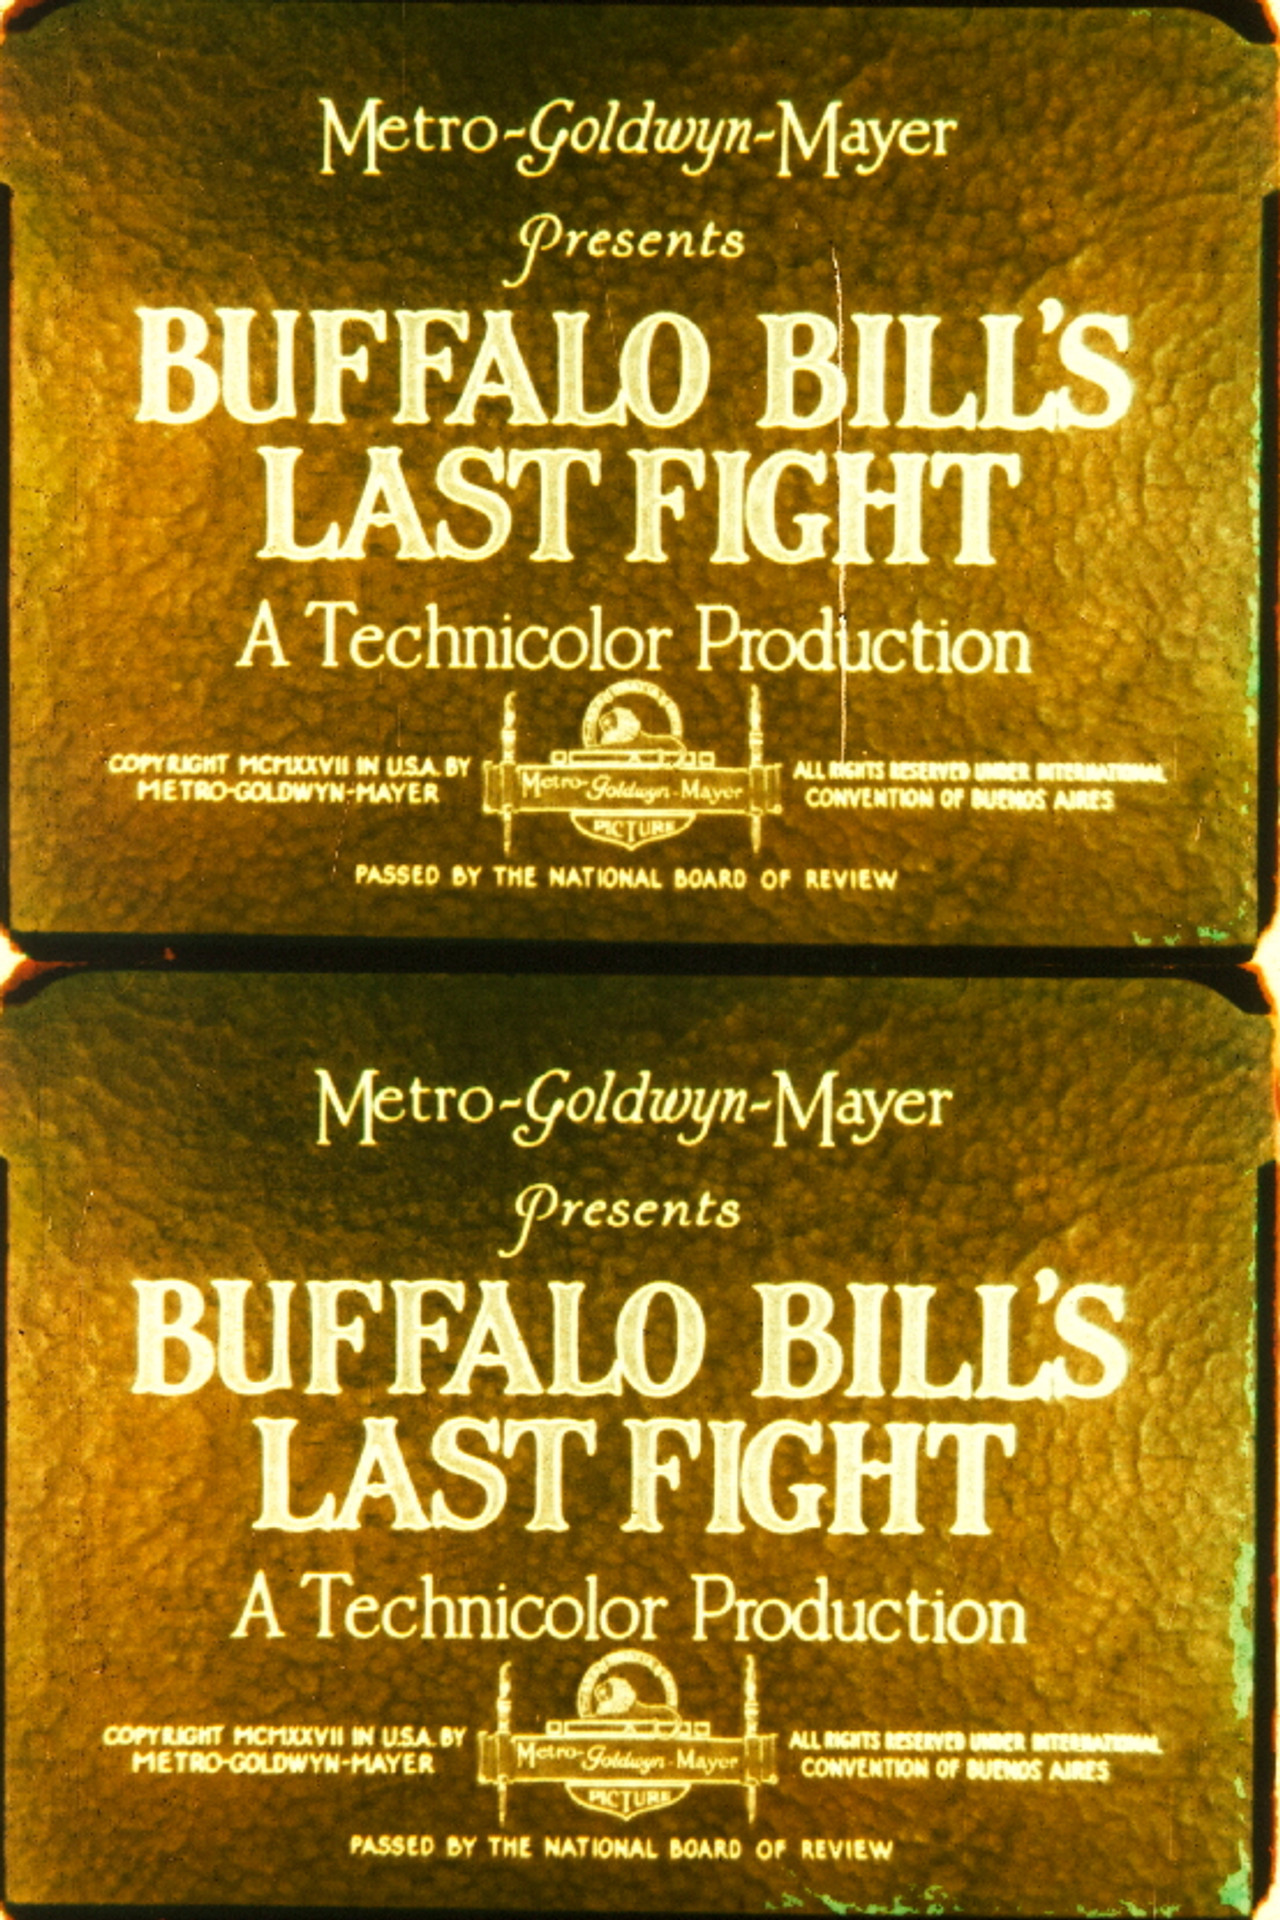 Metro-Goldwyn-Mayer
Presents
BUFFALO BILL'S
LAST FIGHT
A Technicolor Production
COPYRIGHT MCMXXVII IN U.S.A. BY
METRO-GOLDWYN-MAYER
Metro-Goldwyn-Mayer
PICTURE
ALL RIGHTS RESERVED UNDER INTERNATIONAL
CONVENTION OF BUENOS AIRES
PASSED BY THE NATIONAL BOARD OF REVIEW
Metro-Goldwyn-Mayer
Presents
BUFFALO BILL'S
LAST FIGHT
A Technicolor Production
COPYRIGHT MCMXXVII IN U.S.A. BY
METRO-GOLDWYN-MAYER
Metro-Goldwyn-Mayer
PICTURE
ALL RIGHTS RESERVED UNDER INTERNATIONAL
CONVENTION OF BUENOS AIRES
PASSED BY THE NATIONAL BOARD OF REVIEW